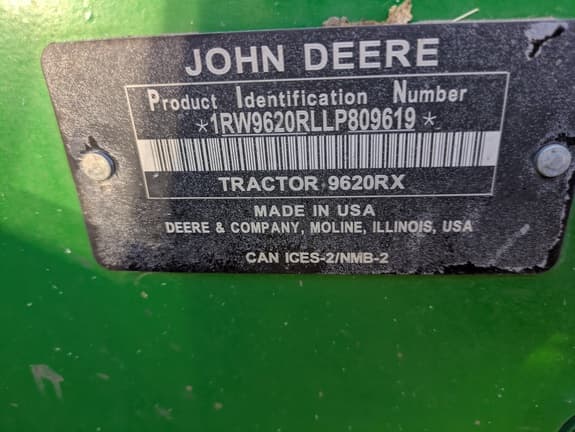 JOHN DEERE
Product Identification Number
*1RW9620RLLP809619*
TRACTOR 9620RX
MADE IN USA
DEERE & COMPANY, MOLINE, ILLINOIS, USA
CAN ICES-2/NMB-2